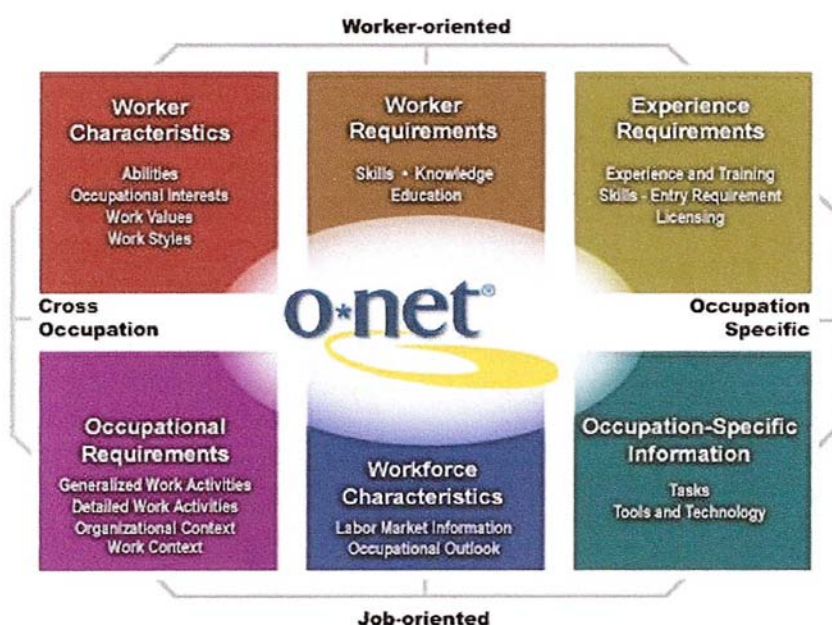 Worker-oriented
Worker
Characteristics
Abilities
Occupational Interests
Work Values
Work Styles
Worker
Requirements
Skills • Knowledge
Education
Experience
Requirements
Experience and Training
Skills - Entry Requirement
Licensing
Cross
Occupation
o*net®
Occupation
Specific
Occupational
Requirements
Generalized Work Activities
Detailed Work Activities
Organizational Context
Work Context
Workforce
Characteristics
Labor Market Information
Occupational Outlook
Occupation-Specific
Information
Tasks
Tools and Technology
Job-oriented